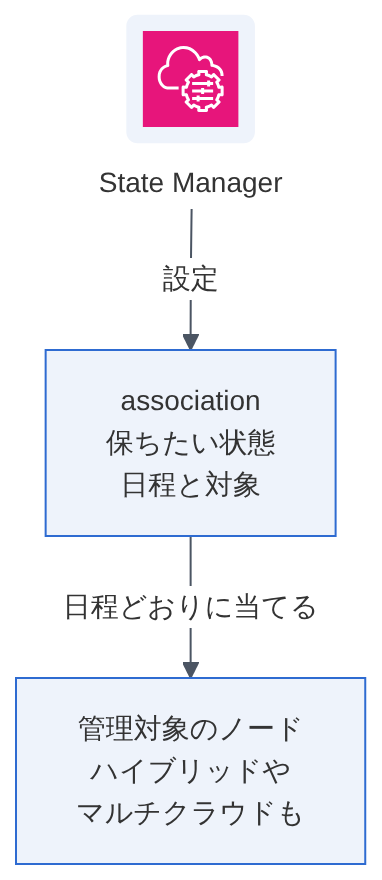 State Manager
設定
association
保ちたい状態
日程と対象
日程どおりに当てる
管理対象のノード
ハイブリッドや
マルチクラウドも